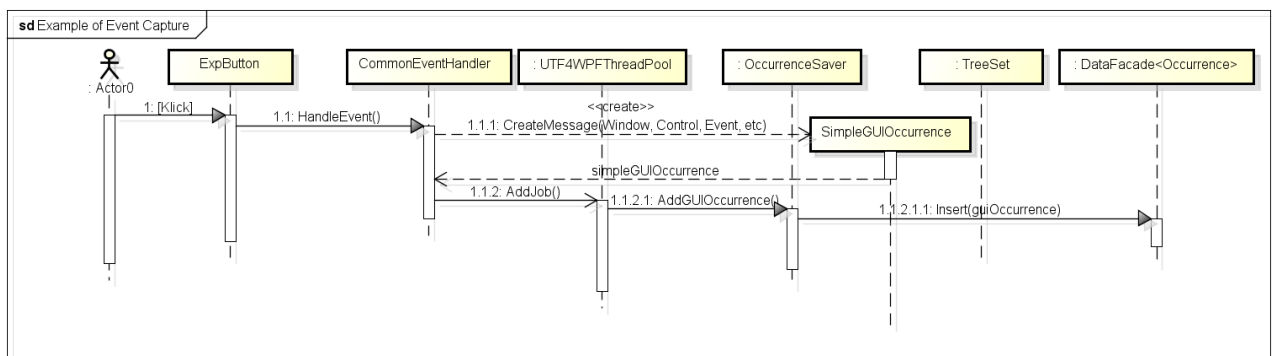 sd Example of Event Capture
ExpButton
CommonEventHandler
: UTF4WPFThreadPool
: OccurrenceSaver
: TreeSet
: DataFacade<Occurrence>
: Actor0
1: [Klick]
<<create>>
1.1: HandleEvent()
1.1.1: CreateMessage(Window, Control, Event, etc)
SimpleGUIOccurrence
simpleGUIOccurrence
1.1.2: AddJob()
1.1.2.1: AddGUIOccurrence()
1.1.2.1.1: Insert(guiOccurrence)